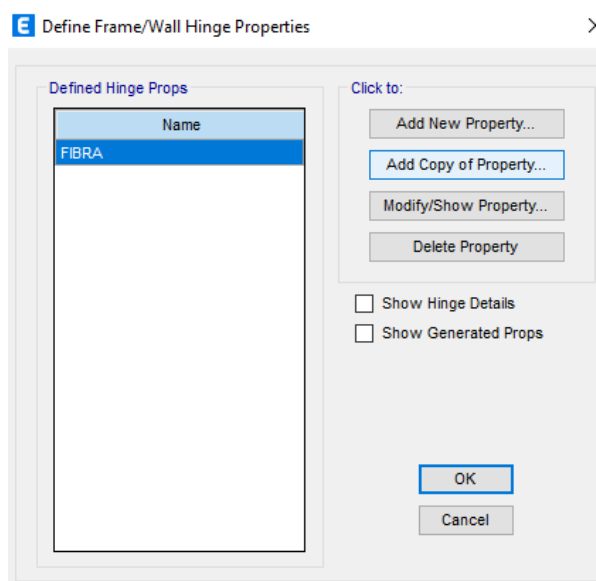 E Define Frame/Wall Hinge Properties
Defined Hinge Props
Name
FIBRA
Click to:
Add New Property...
Add Copy of Property...
Modify/Show Property...
Delete Property
Show Hinge Details
Show Generated Props
OK
Cancel